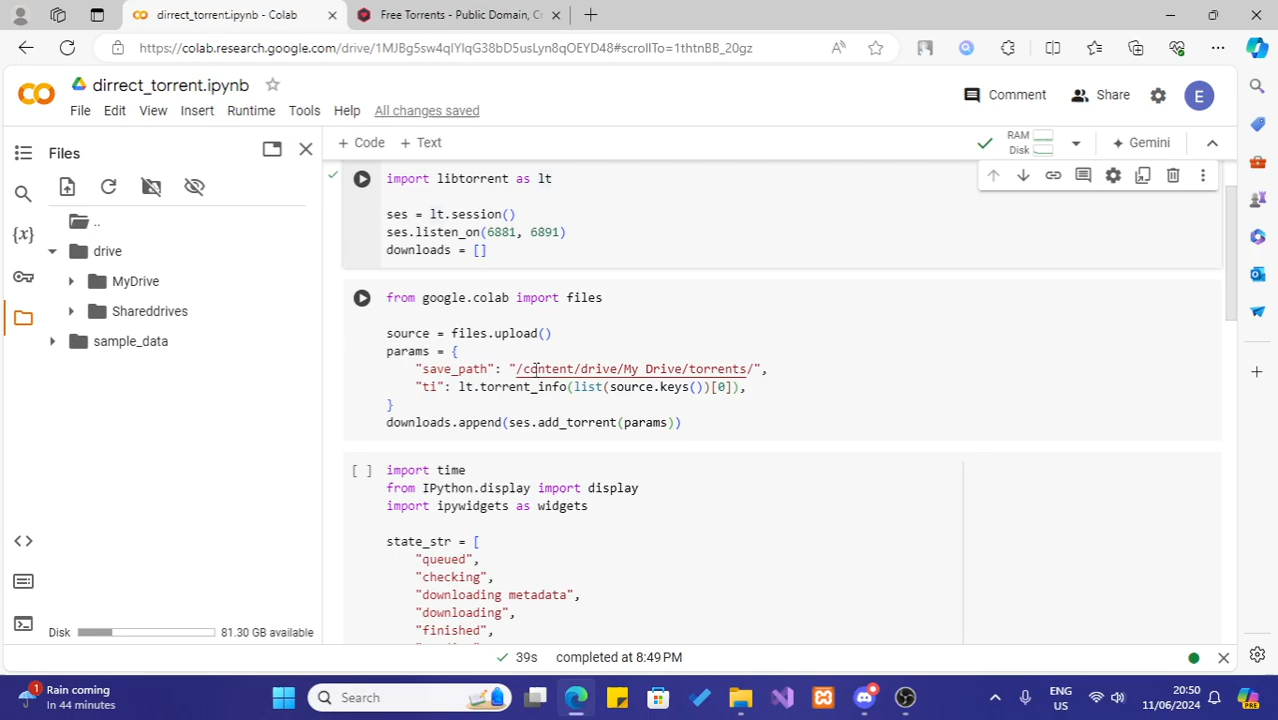 dirrect_torrent.ipynb - Colab
Free Torrents - Public Domain, C
https://colab.research.google.com/drive/1MJBg5sw4qIYIqG38bD5usLyn8qOEYD48#scrollTo=1thtnBB_20gz
CO
dirrect_torrent.ipynb
File Edit View Insert Runtime Tools Help All changes saved
Comment
Share
E
Files
+ Code + Text
RAM
Disk
Gemini
{x}
..
drive
MyDrive
Shareddrives
sample_data
import libtorrent as lt
ses = lt.session()
ses.listen_on(6881, 6891)
downloads = []
from google.colab import files
source = files.upload()
params = {
"save_path": "/content/drive/My Drive/torrents/",
"ti": lt.torrent_info(list(source.keys())[0]),
}
downloads.append(ses.add_torrent(params))
[ ]
import time
from IPython.display import display
import ipywidgets as widgets
state_str = [
"queued",
"checking",
"downloading metadata",
"downloading",
"finished",
Disk 81.30 GB available
39s completed at 8:49 PM
1
Rain coming
In 44 minutes
Search
ENG
US
20:50
11/06/2024
PRE